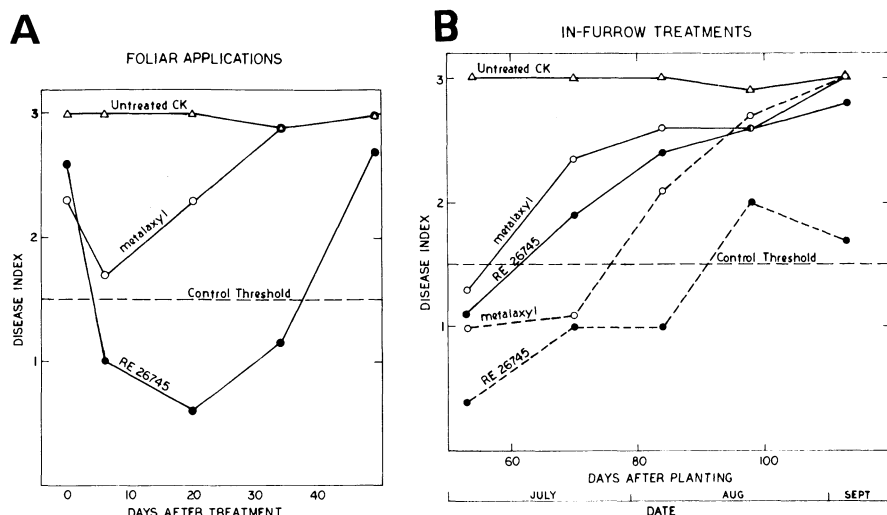 A
FOLIAR APPLICATIONS
Untreated CK
metalaxyl
Control Threshold
RE 26745
DISEASE INDEX
3
2
1
0 10 20 30 40
DAYS AFTER TREATMENT
B
IN-FURROW TREATMENTS
Untreated CK
metalaxyl
RE 26745
Control Threshold
metalaxyl
RE 26745
DISEASE INDEX
3
2
1
60 80 100
DAYS AFTER PLANTING
JULY AUG SEPT
DATE